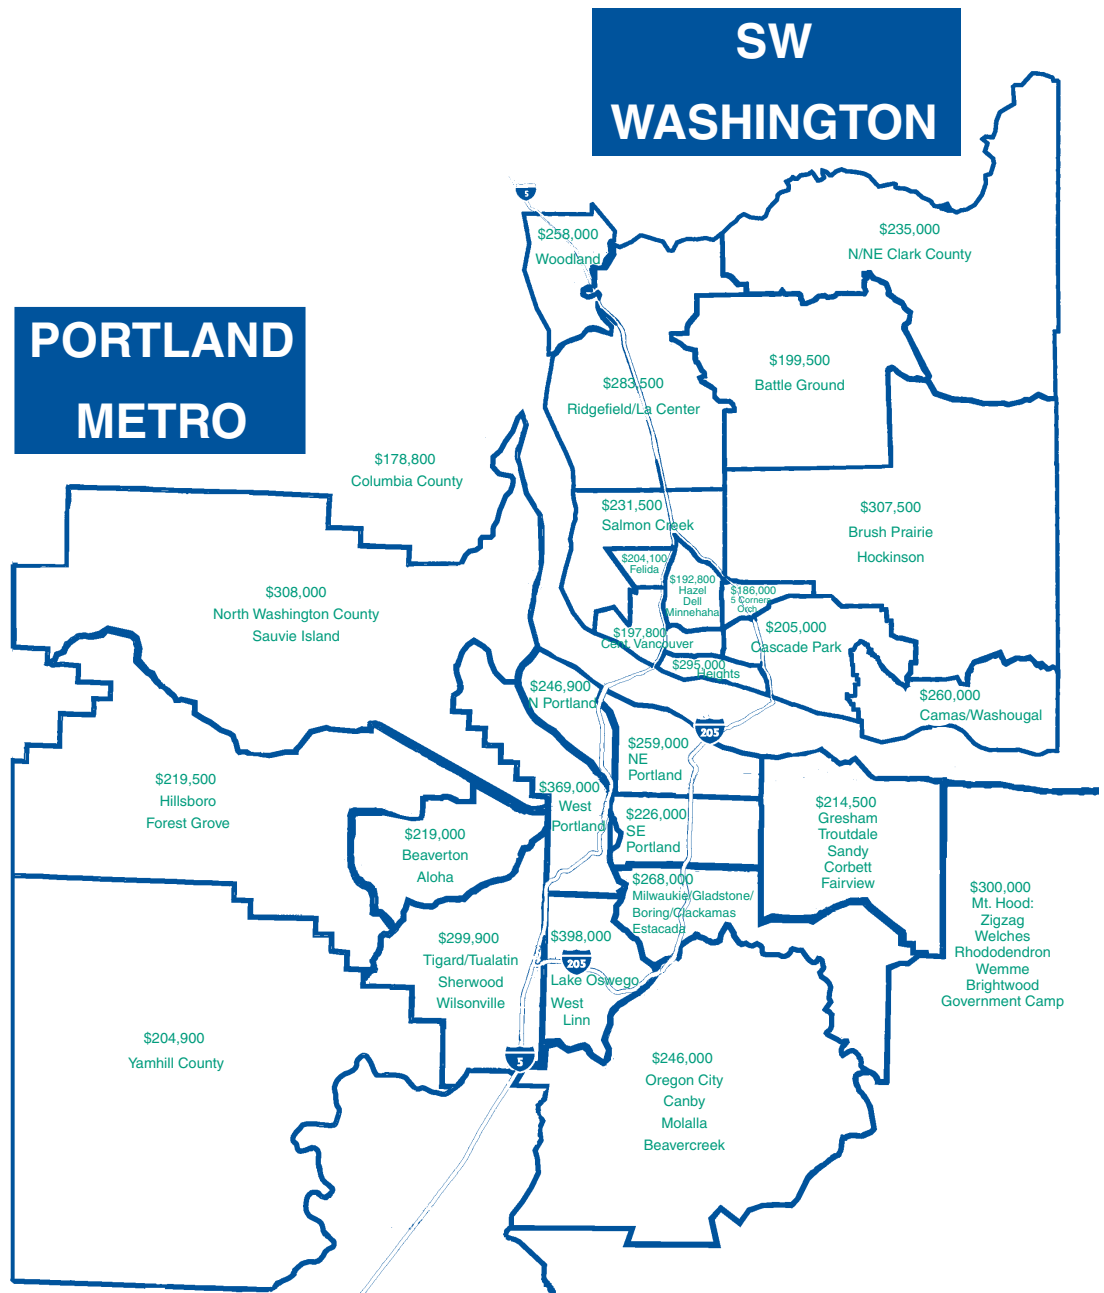 SW
WASHINGTON
5
$258,000
Woodland
$235,000
N/NE Clark County
PORTLAND
METRO
$283,500
Ridgefield/La Center
$199,500
Battle Ground
$178,800
Columbia County
$231,500
Salmon Creek
$307,500
Brush Prairie
Hockinson
$204,100
Felida
$192,800
Hazel
Dell
Minnehaha
$186,000
5 Corners
Orch
$205,000
Cascade Park
$197,800
Cent. Vancouver
$295,000
Heights
$260,000
Camas/Washougal
$308,000
North Washington County
Sauvie Island
$246,900
N Portland
205
$259,000
NE
Portland
$219,500
Hillsboro
Forest Grove
$369,000
West
Portland
$226,000
SE
Portland
$214,500
Gresham
Troutdale
Sandy
Corbett
Fairview
$219,000
Beaverton
Aloha
$268,000
Milwaukie/Gladstone/
Boring/Clackamas
Estacada
$300,000
Mt. Hood:
Zigzag
Welches
Rhododendron
Wemme
Brightwood
Government Camp
$299,900
Tigard/Tualatin
Sherwood
Wilsonville
$398,000
205
Lake Oswego
West
Linn
$204,900
Yamhill County
5
$246,000
Oregon City
Canby
Molalla
Beavercreek